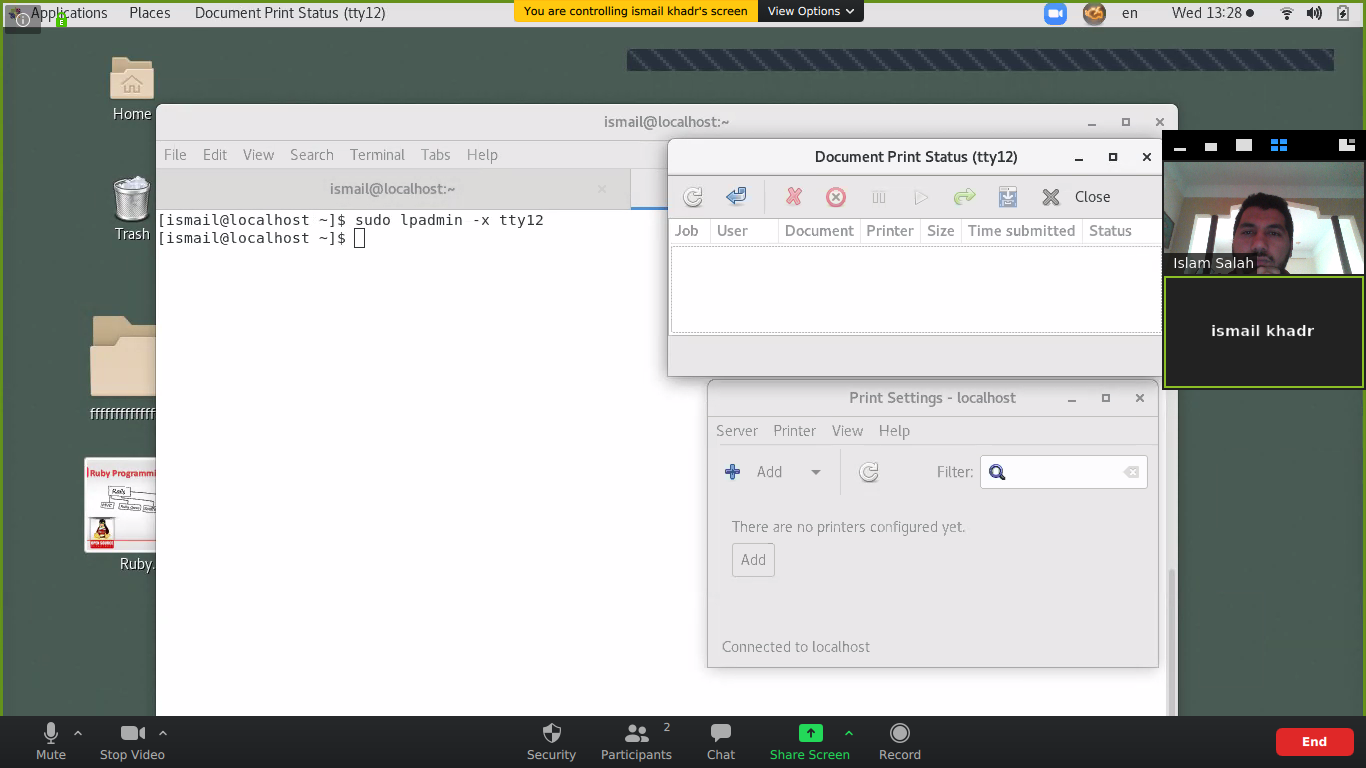 Applications Places Document Print Status (tty12)
You are controlling ismail khadr's screen View Options
en Wed 13:28
Home
Trash
ffffffffffffff
Ruby Programmi
Rails
OPEN SOURCE
Ruby.
ismail@localhost:~
File Edit View Search Terminal Tabs Help
ismail@localhost:~
[ismail@localhost ~]$ sudo lpadmin -x tty12
[ismail@localhost ~]$
Document Print Status (tty12)
Close
Job User Document Printer Size Time submitted Status
Print Settings - localhost
Server Printer View Help
Add Filter:
There are no printers configured yet.
Add
Connected to localhost
Islam Salah
ismail khadr
Mute Stop Video Security Participants 2 Chat Share Screen Record End